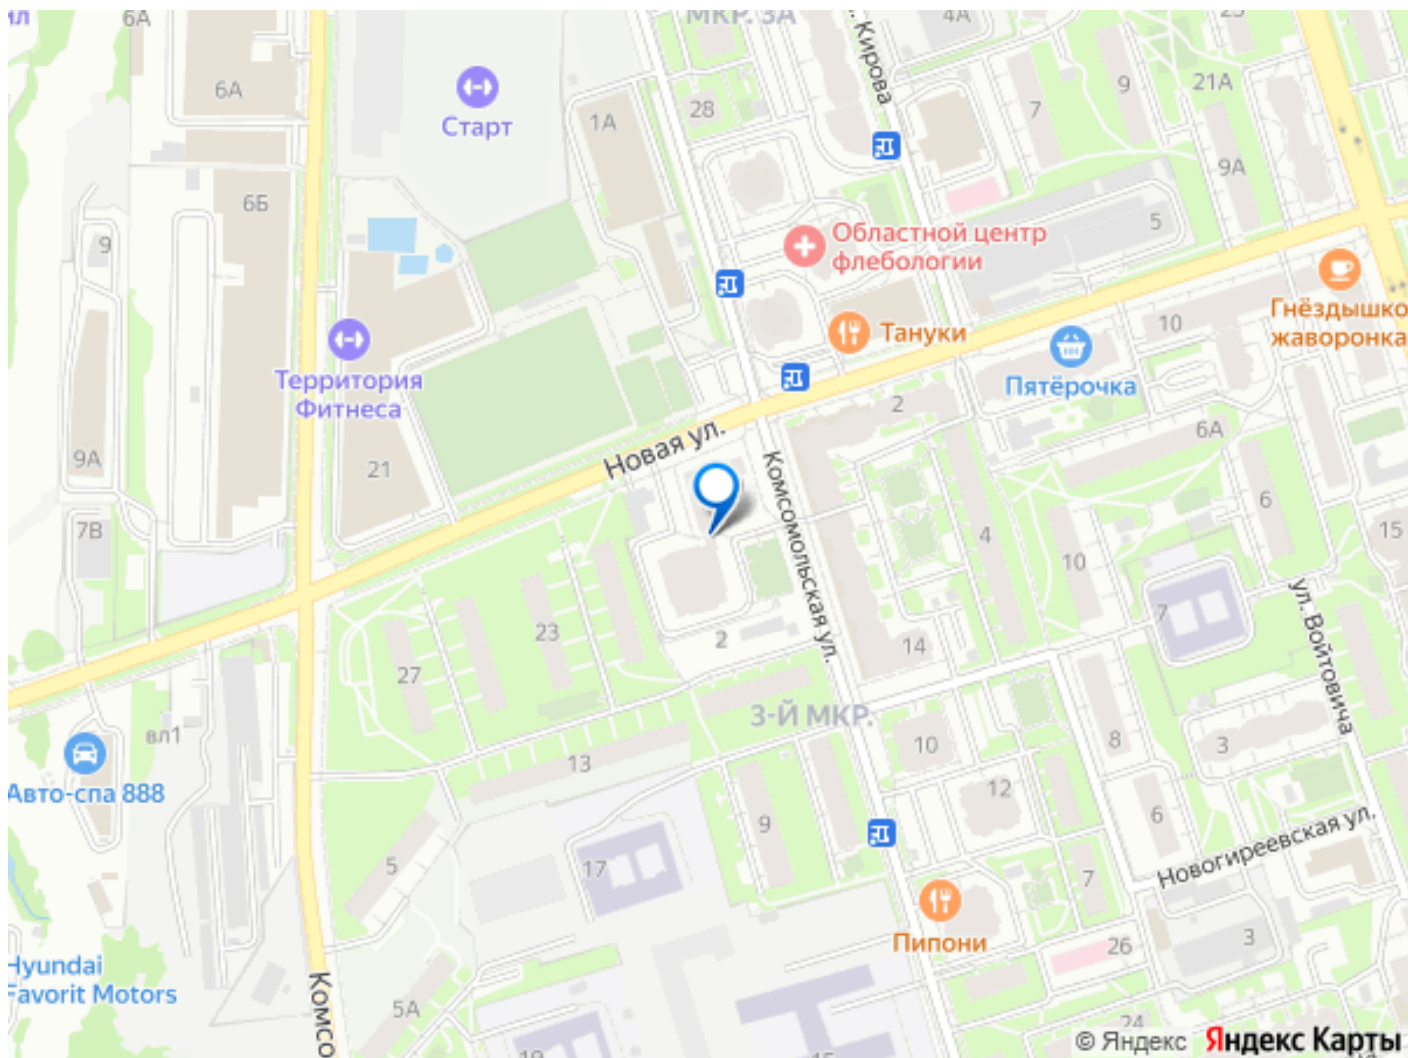 6А
МКР. 3А
4А
Кирова
6А
Старт
1А
28
7
9
21А
9А
6Б
5
9
Областной центр
флебологии
Гнёздышко
жаворонка
10
Тануки
Пятёрочка
Территория
Фитнеса
2
6А
Новая ул.
9А
21
Комсомольская ул.
6
7В
4
15
10
23
7
2
14
27
ул. Войтовича
3-Й МКР.
вл1
10
8
3
13
Авто-спа 888
12
9
6
Новогиреевская ул.
5
17
7
Пипони
26
3
Hyundai
Favorit Motors
5А
Комсо
24
© Яндекс Яндекс Карты